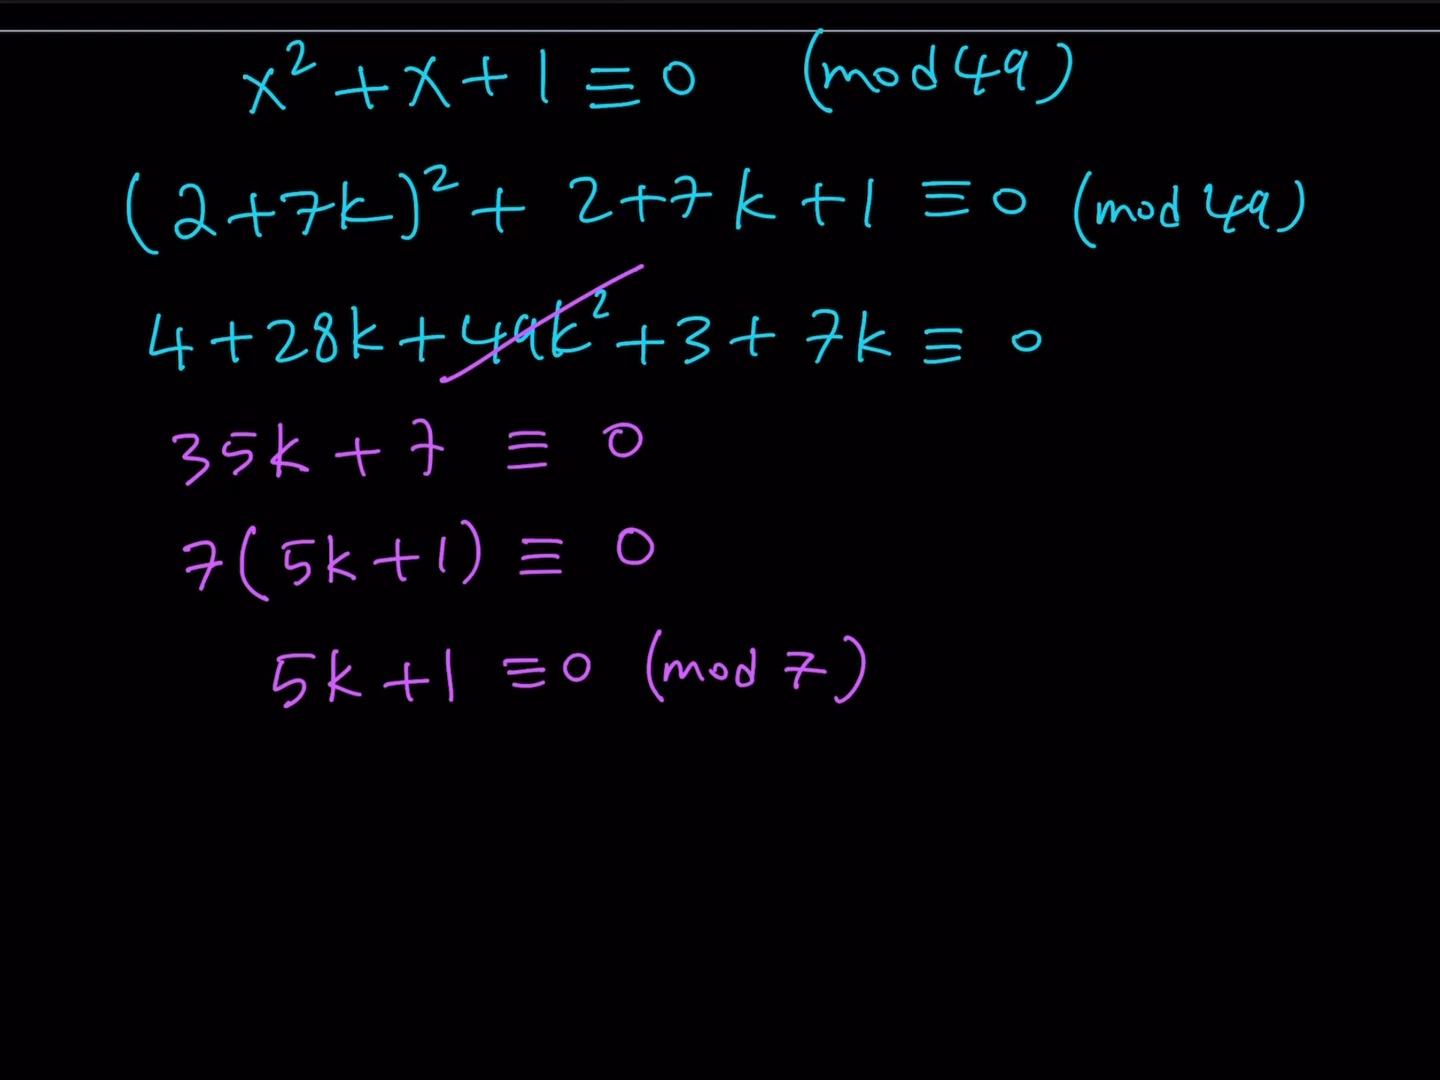 x² + x + 1 ≡ 0 (mod 49)
(2+7k)² + 2+7k+1 ≡ 0 (mod 49)
4+28k+49k²+3+7k ≡ 0
35k+7 ≡ 0
7(5k+1) ≡ 0
5k+1 ≡ 0 (mod 7)